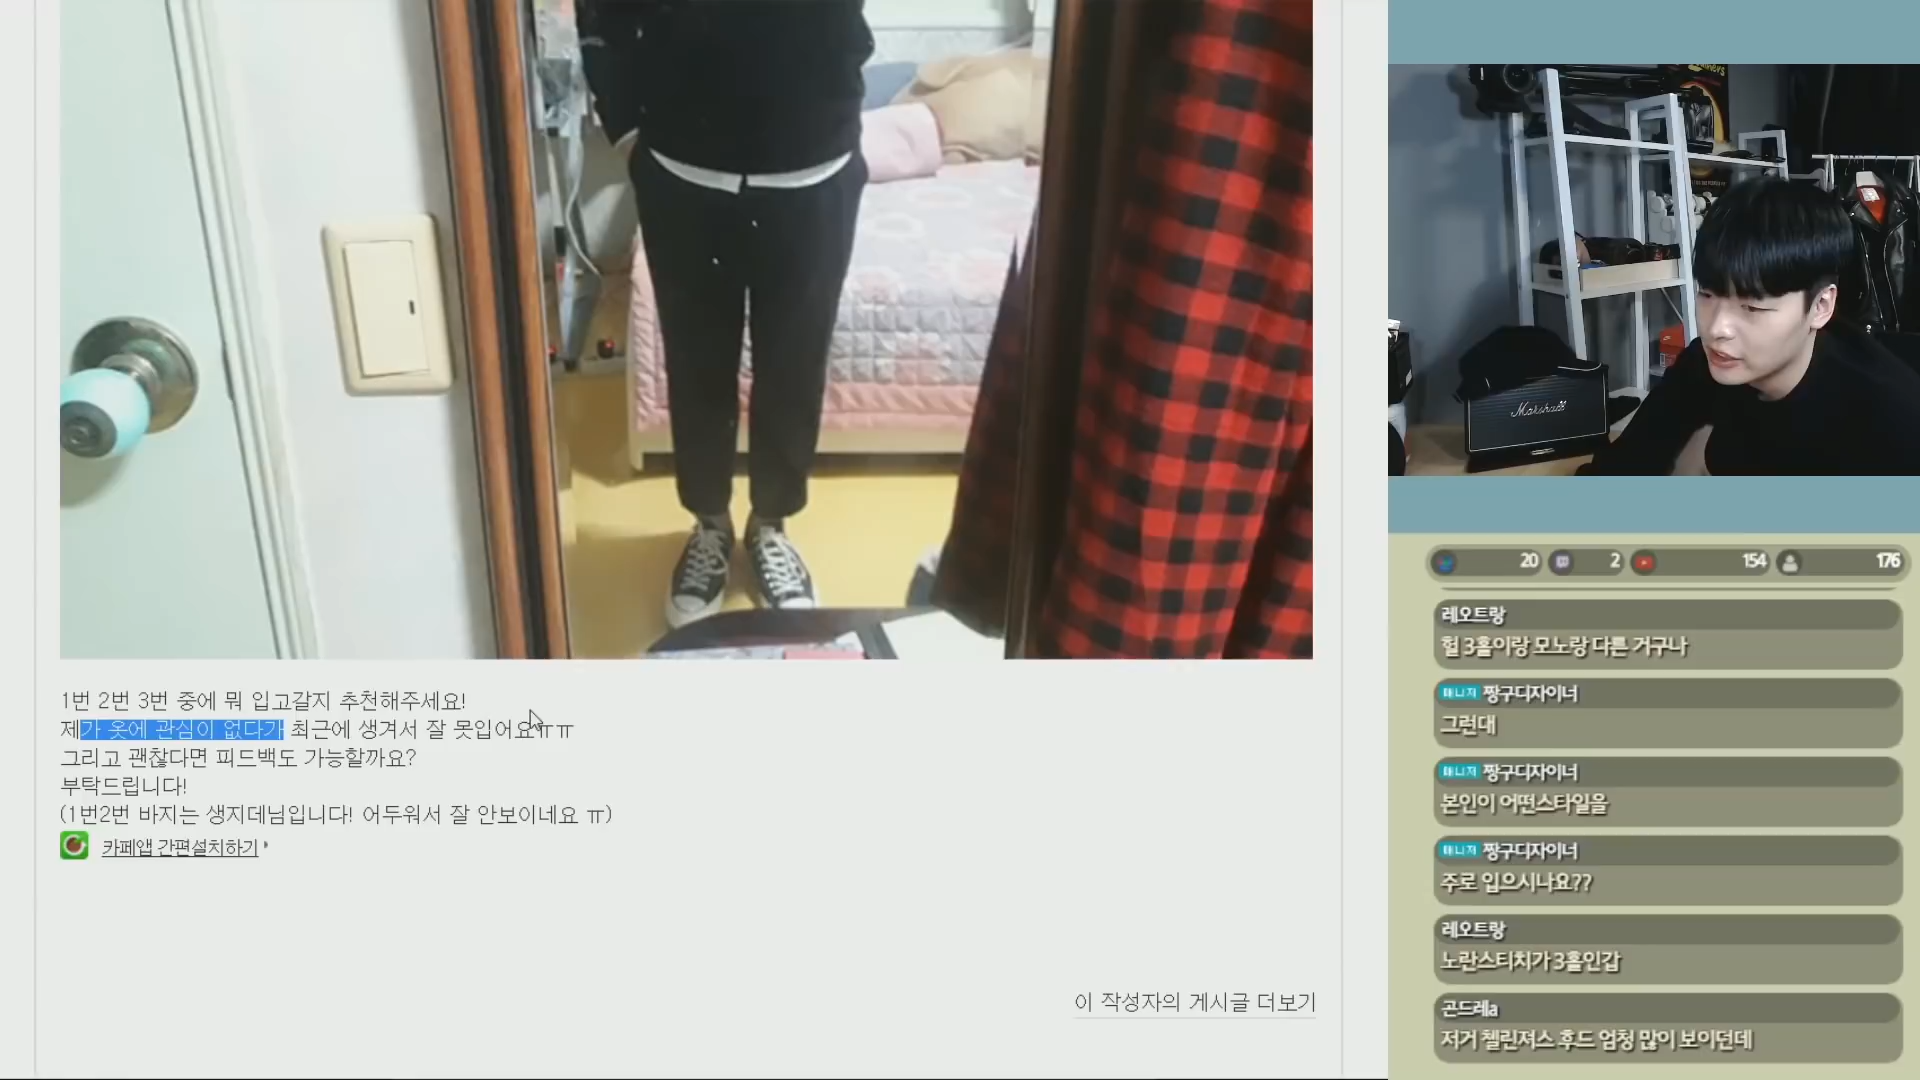 1번 2번 3번 중에 뭐 입고갈지 추천해주세요!
제가 옷에 관심이 없다가 최근에 생겨서 잘 못입어요ㅠㅠ
그리고 괜찮다면 피드백도 가능할까요?
부탁드립니다!
(1번2번 바지는 생지데님입니다! 어두워서 잘 안보이네요 ㅠ)
카페앱 간편설치하기
이 작성자의 게시글 더보기
Marshall
20 2 154 176
레오트랑
헐 3홀이랑 모노랑 다른 거구나
매니저 짱구디자이너
그런대
매니저 짱구디자이너
본인이 어떤스타일을
매니저 짱구디자이너
주로 입으시나요??
레오트랑
노란스티치가 3홀인갑
곤드레a
저거 첼린져스 후드 엄청 많이 보이던데